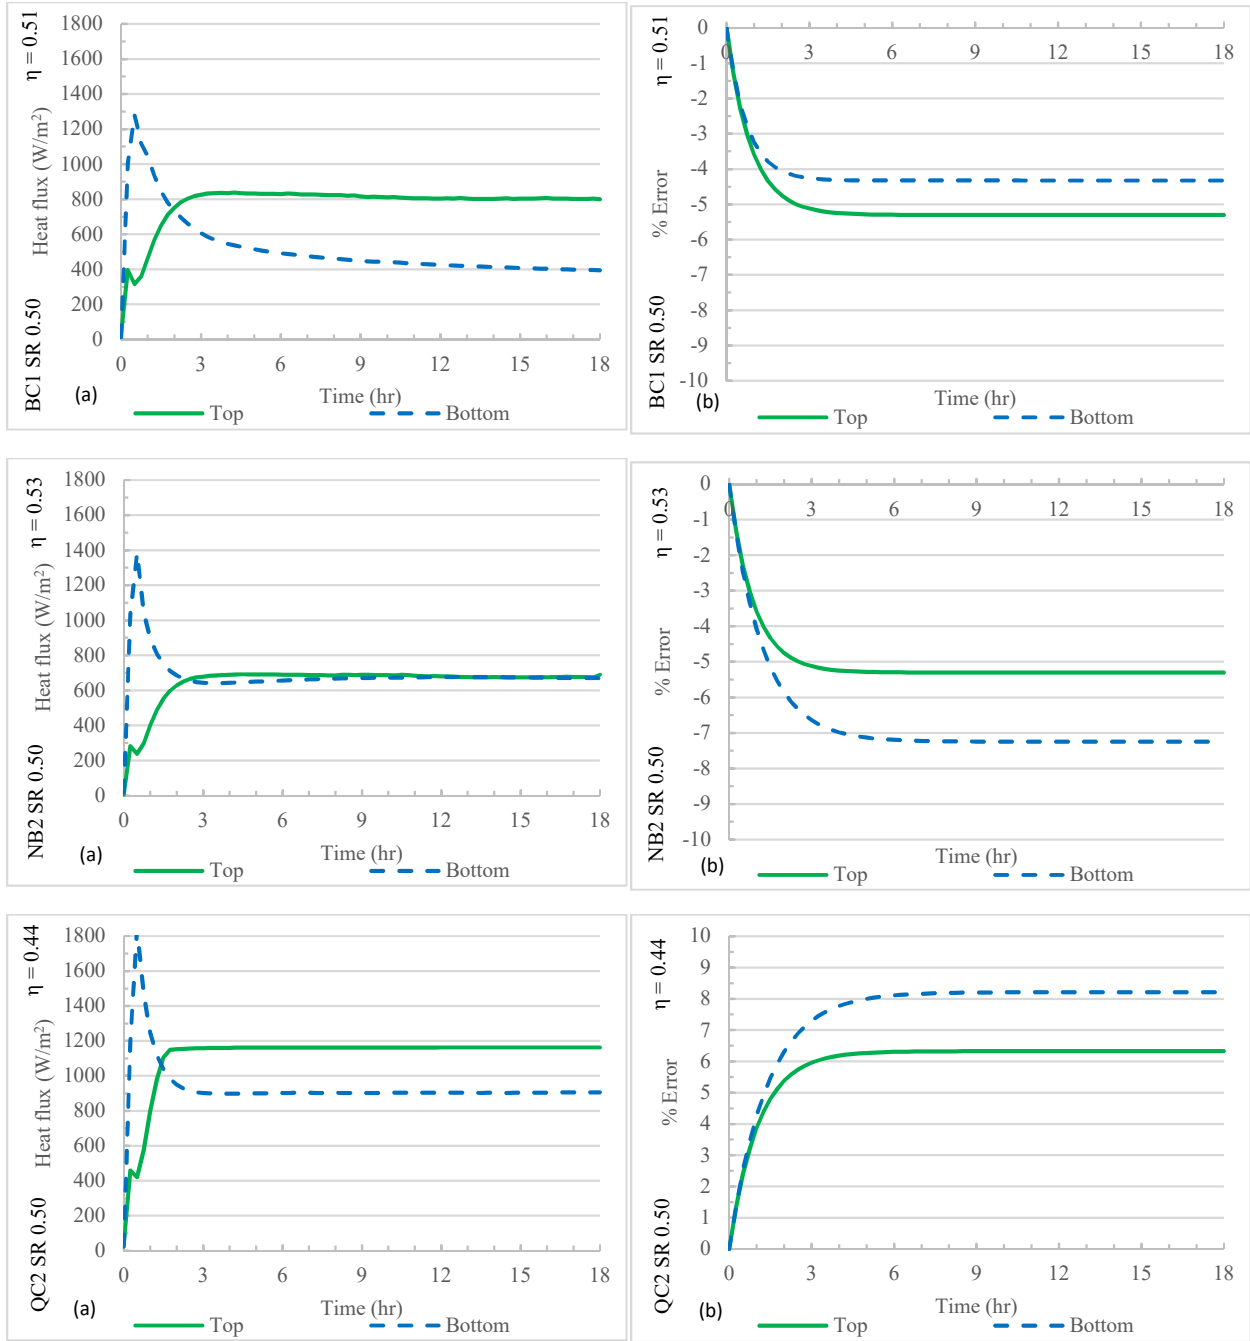 BC1 SR 0.50 η = 0.51
Heat flux (W/m²)
1800
1600
1400
1200
1000
800
600
400
200
0
0 3 6 9 12 15 18
Time (hr)
(a)
Top Bottom
BC1 SR 0.50 η = 0.51
% Error
0
-1
-2
-3
-4
-5
-6
-7
-8
-9
-10
0 3 6 9 12 15 18
Time (hr)
(b)
Top Bottom
NB2 SR 0.50 η = 0.53
Heat flux (W/m²)
1800
1600
1400
1200
1000
800
600
400
200
0
0 3 6 9 12 15 18
Time (hr)
(a)
Top Bottom
NB2 SR 0.50 η = 0.53
% Error
0
-1
-2
-3
-4
-5
-6
-7
-8
-9
-10
0 3 6 9 12 15 18
Time (hr)
(b)
Top Bottom
QC2 SR 0.50 η = 0.44
Heat flux (W/m²)
1800
1600
1400
1200
1000
800
600
400
200
0
0 3 6 9 12 15 18
Time (hr)
(a)
Top Bottom
QC2 SR 0.50 η = 0.44
% Error
10
9
8
7
6
5
4
3
2
1
0
0 3 6 9 12 15 18
Time (hr)
(b)
Top Bottom